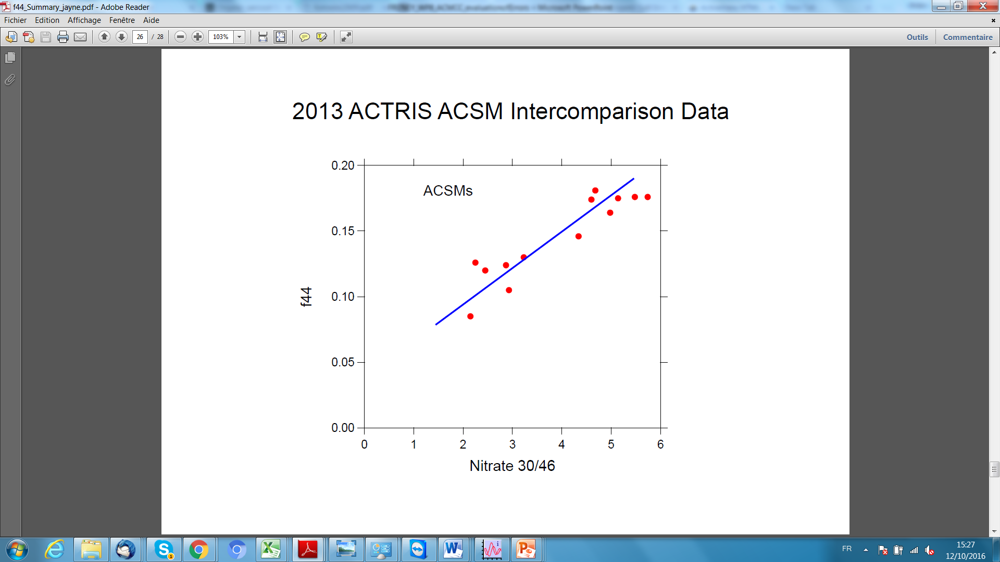 f44_Summary_jayne.pdf - Adobe Reader
Fichier Edition Affichage Fenêtre Aide
26 / 28 103% Outils Commentaire
2013 ACTRIS ACSM Intercomparison Data
ACSMs
0.20
0.15
0.10
0.05
0.00
f44
0 1 2 3 4 5 6
Nitrate 30/46
FR 15:27
12/10/2016